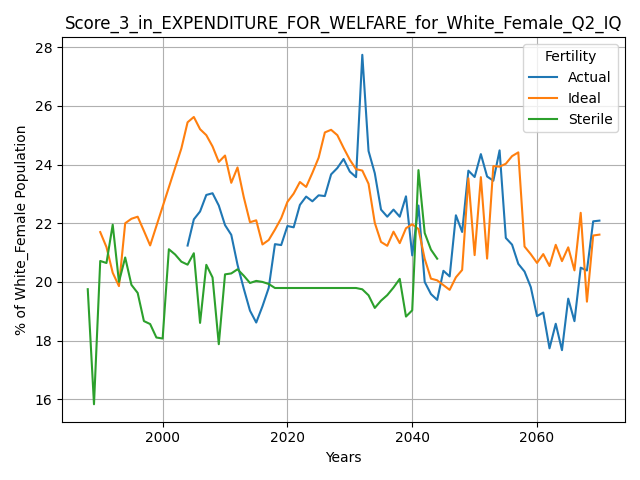 Score_3_in_EXPENDITURE_FOR_WELFARE_for_White_Female_Q2_IQ
Fertility
Actual
Ideal
Sterile
% of White_Female Population
28
26
24
22
20
18
16
2000
2020
2040
2060
Years